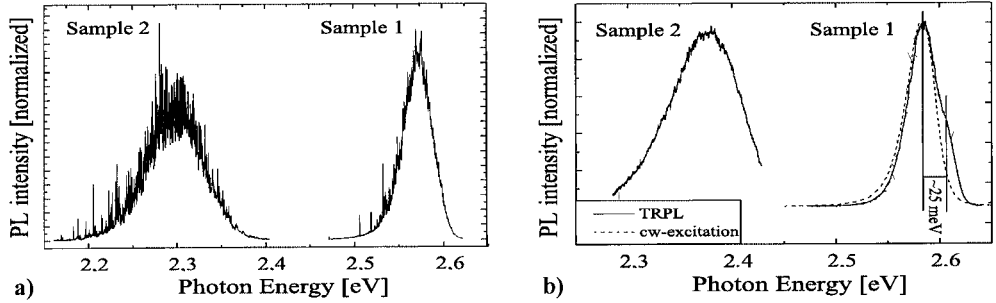 Sample 2
Sample 1
PL intensity [normalized]
2.2
2.3
2.4
2.5
2.6
Photon Energy [eV]
a)
Sample 2
Sample 1
PL intensity [normalized]
~25 meV
TRPL
cw-excitation
2.3
2.4
2.5
2.6
Photon Energy [eV]
b)